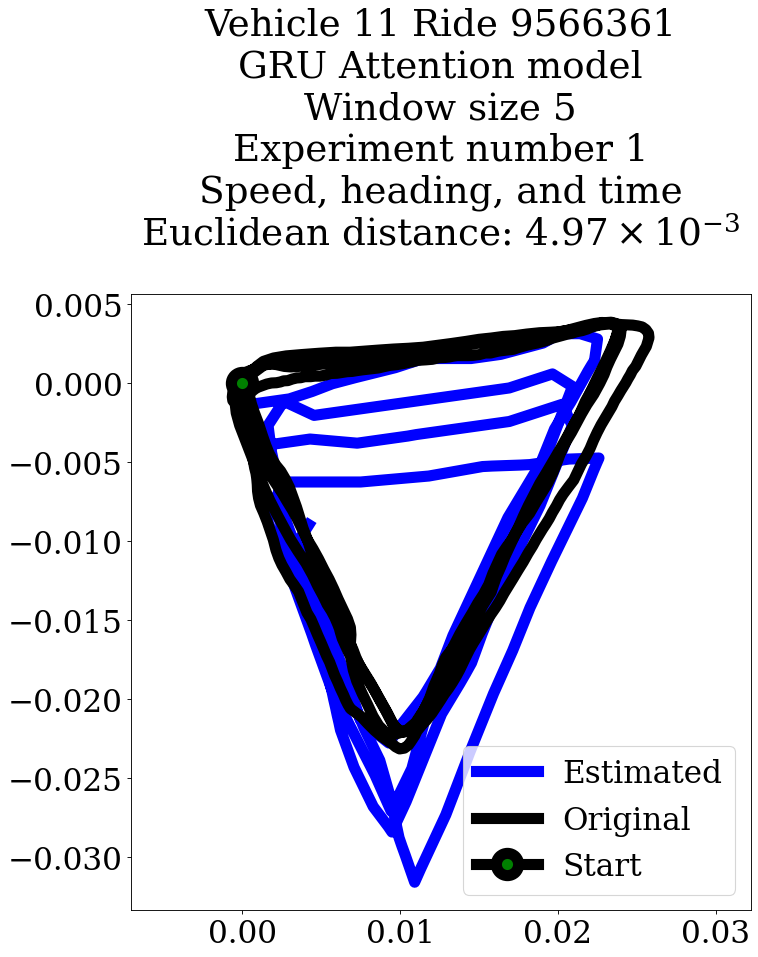 Vehicle 11 Ride 9566361
GRU Attention model
Window size 5
Experiment number 1
Speed, heading, and time
Euclidean distance: 4.97 × 10⁻³
0.005
0.000
−0.005
−0.010
−0.015
−0.020
−0.025
−0.030
Estimated
Original
Start
0.00 0.01 0.02 0.03